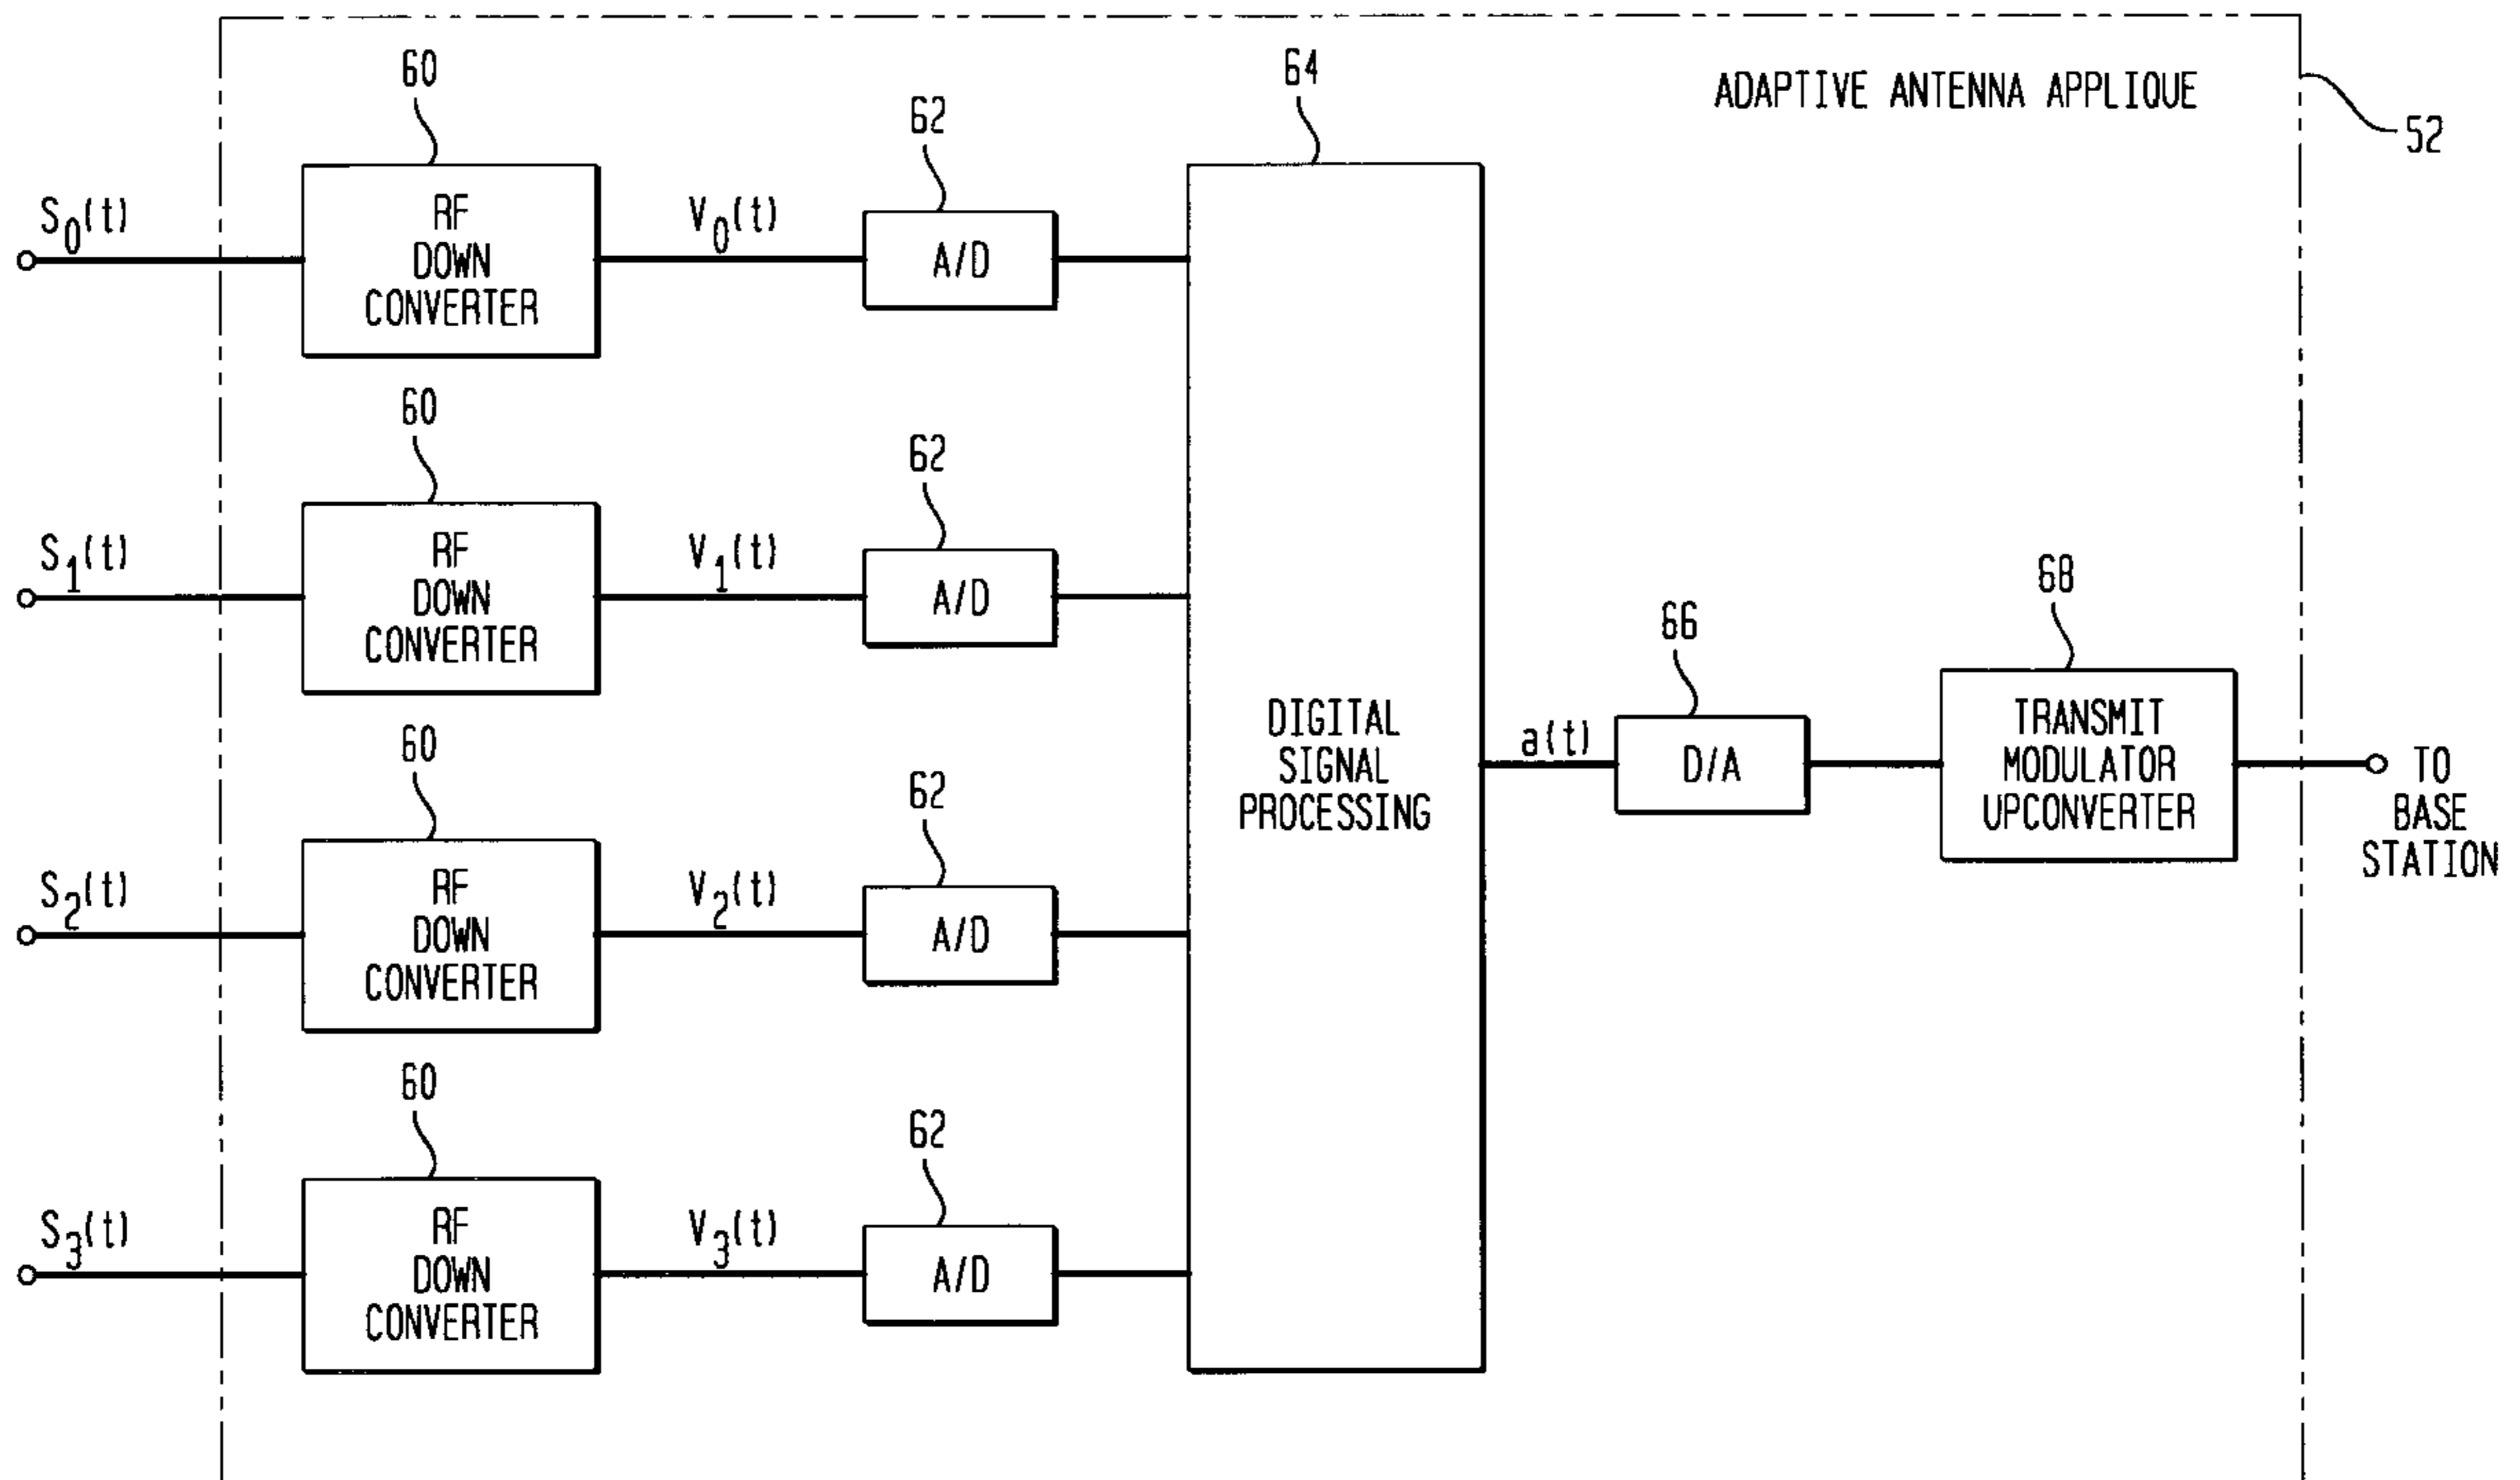 60
64
ADAPTIVE ANTENNA APPLIQUE
62
52
S0(t)
RF
DOWN
CONVERTER
V0(t)
A/D
60
62
S1(t)
RF
DOWN
CONVERTER
V1(t)
A/D
68
66
60
DIGITAL
SIGNAL
PROCESSING
a(t)
D/A
TRANSMIT
MODULATOR
UPCONVERTER
TO
BASE
STATION
62
S2(t)
RF
DOWN
CONVERTER
V2(t)
A/D
60
62
S3(t)
RF
DOWN
CONVERTER
V3(t)
A/D